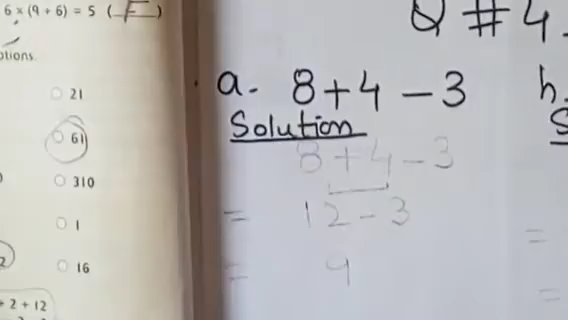 6 × (9 + 6) = 5 ( F )
otions.
21
61
310
1
16
+ 2 + 12
Q # 4.
a. 8+4-3
Solution
8+4-3
= 12-3
= 9
b.
S
=
=